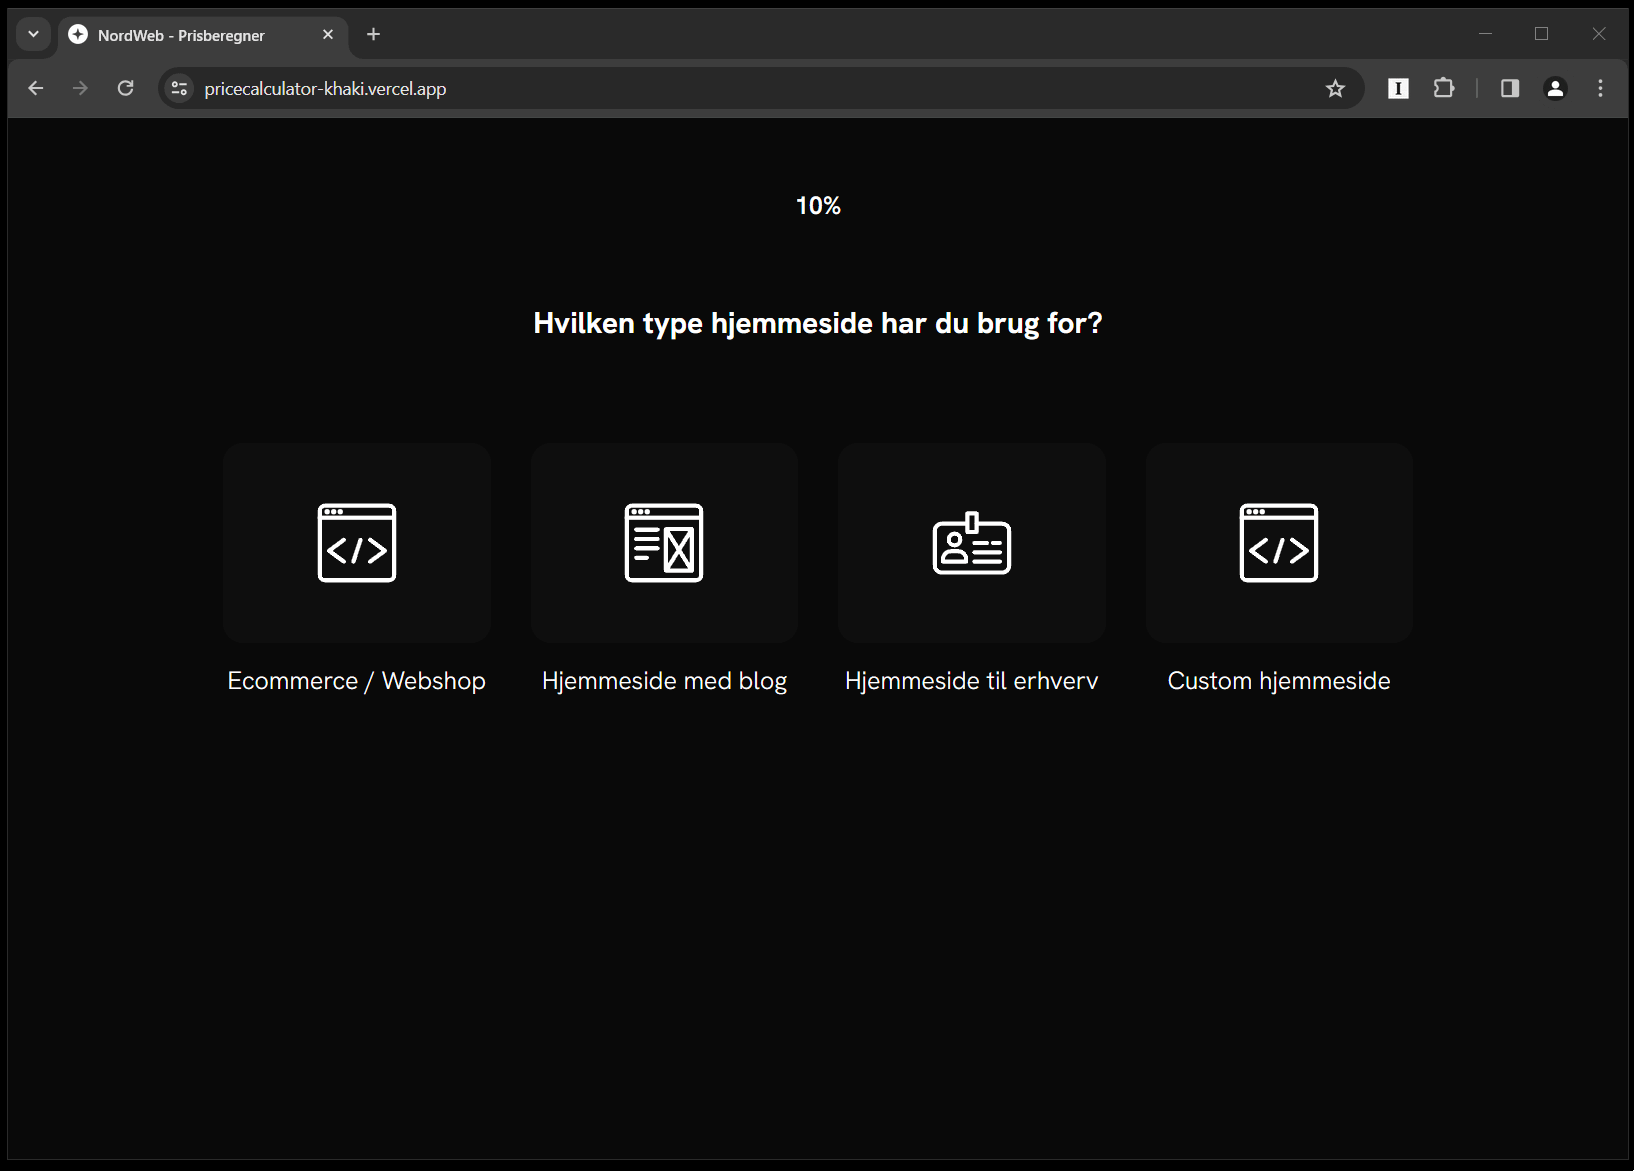 NordWeb - Prisberegner
pricecalculator-khaki.vercel.app
10%
Hvilken type hjemmeside har du brug for?
Ecommerce / Webshop
Hjemmeside med blog
Hjemmeside til erhverv
Custom hjemmeside